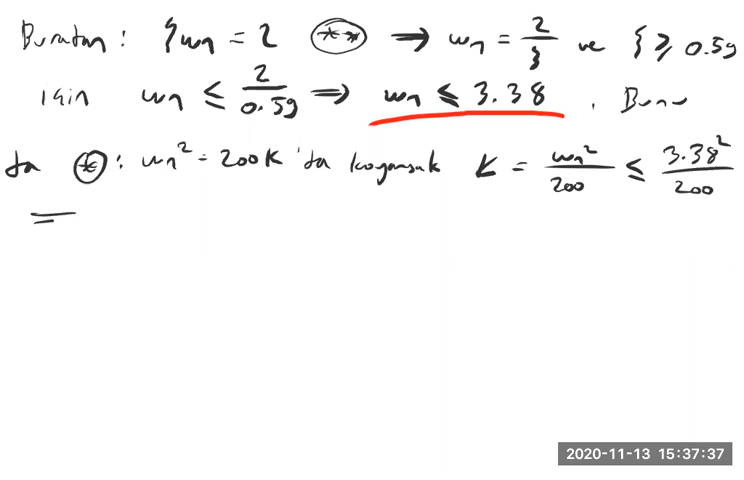 Buradan: ζωn = 2 (**) → ωn = 2/ζ ve ζ ≥ 0.59
için ωn ≤ 2/0.59 ⇒ ωn ≤ 3.38 . Bunu
da (*): ωn² = 200K 'da koyarsak K = ωn²/200 ≤ 3.38²/200
=
2020-11-13 15:37:37